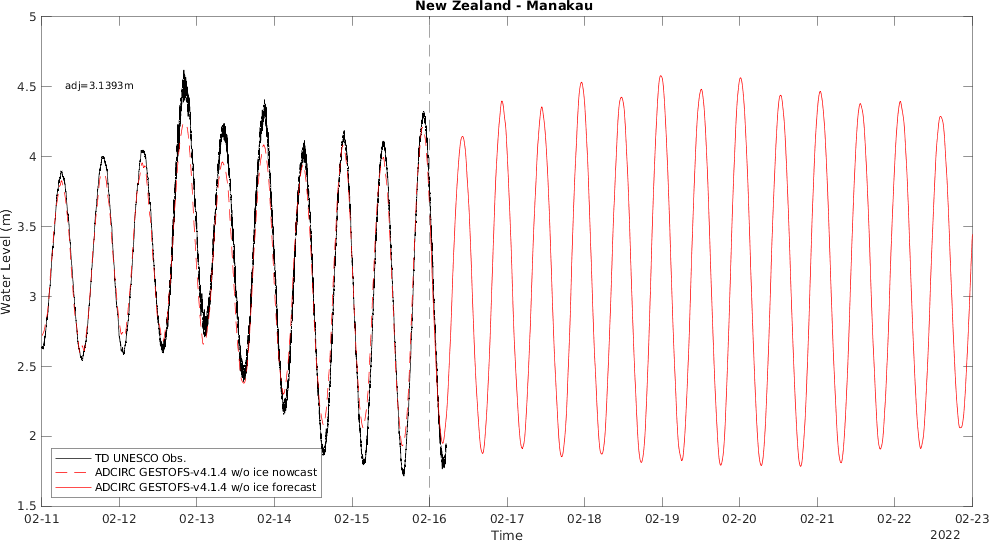 New Zealand - Manakau
5
4.5
4
3.5
3
2.5
2
1.5
Water Level (m)
adj=3.1393m
TD UNESCO Obs.
ADCIRC GESTOFS-v4.1.4 w/o ice nowcast
ADCIRC GESTOFS-v4.1.4 w/o ice forecast
02-11 02-12 02-13 02-14 02-15 02-16 02-17 02-18 02-19 02-20 02-21 02-22 02-23
Time
2022